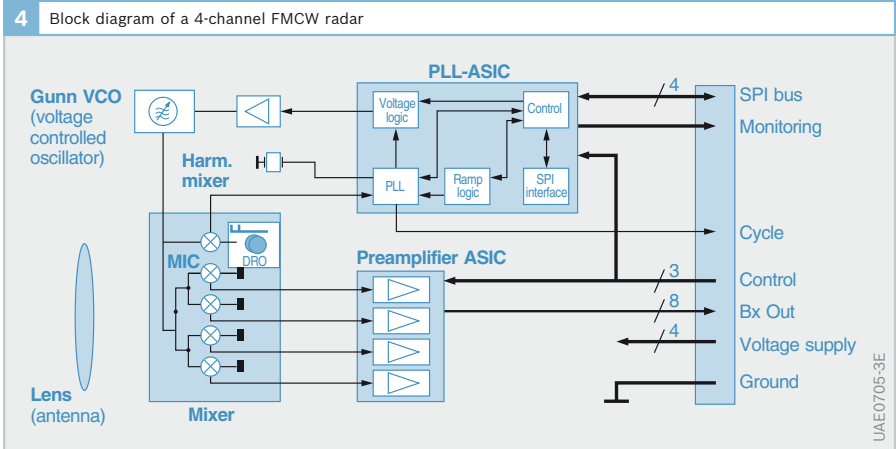 4 Block diagram of a 4-channel FMCW radar
PLL-ASIC
Gunn VCO
(voltage
controlled
oscillator)
Voltage
logic
Control
4
SPI bus
Monitoring
Harm.
mixer
PLL
Ramp
logic
SPI
interface
Cycle
MIC
DRO
Preamplifier ASIC
3
Control
8
Bx Out
4
Voltage supply
Ground
Lens
(antenna)
Mixer
UAE0705-3E